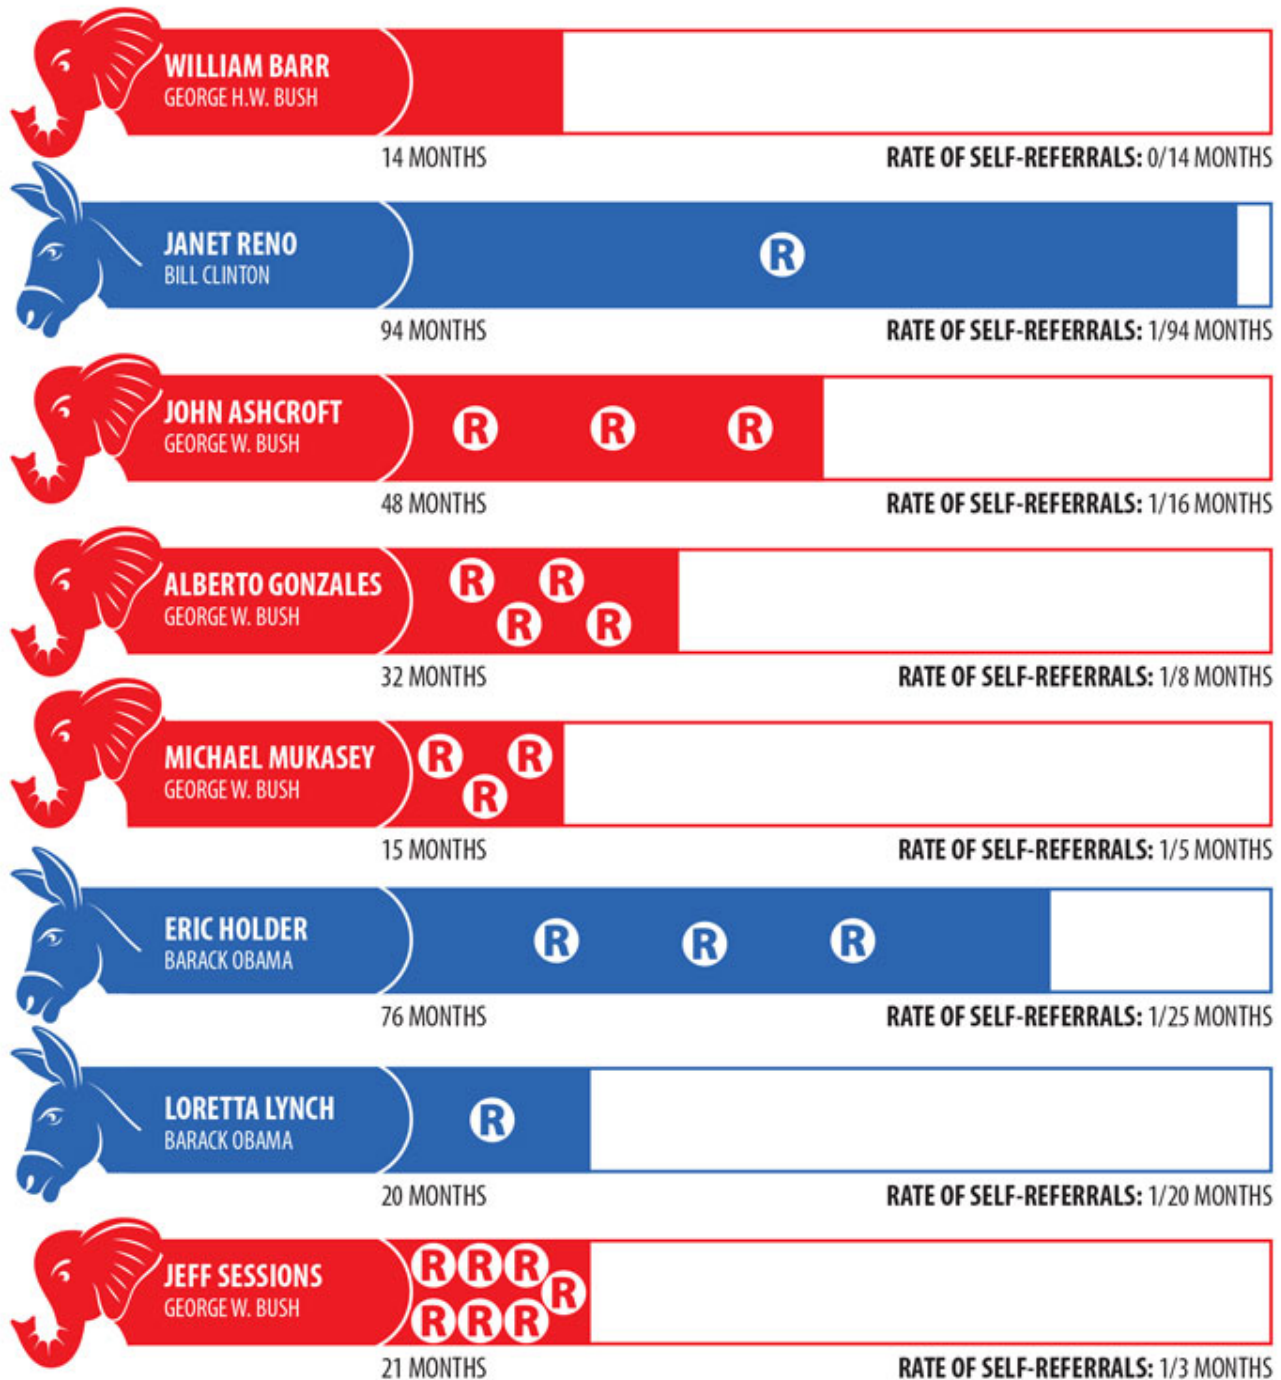 WILLIAM BARR
GEORGE H.W. BUSH
14 MONTHS
RATE OF SELF-REFERRALS: 0/14 MONTHS
JANET RENO
BILL CLINTON
R
94 MONTHS
RATE OF SELF-REFERRALS: 1/94 MONTHS
JOHN ASHCROFT
GEORGE W. BUSH
R R R
48 MONTHS
RATE OF SELF-REFERRALS: 1/16 MONTHS
ALBERTO GONZALES
GEORGE W. BUSH
R R
R R
32 MONTHS
RATE OF SELF-REFERRALS: 1/8 MONTHS
MICHAEL MUKASEY
GEORGE W. BUSH
R R
R
15 MONTHS
RATE OF SELF-REFERRALS: 1/5 MONTHS
ERIC HOLDER
BARACK OBAMA
R R R
76 MONTHS
RATE OF SELF-REFERRALS: 1/25 MONTHS
LORETTA LYNCH
BARACK OBAMA
R
20 MONTHS
RATE OF SELF-REFERRALS: 1/20 MONTHS
JEFF SESSIONS
GEORGE W. BUSH
R R R
R
R R R
21 MONTHS
RATE OF SELF-REFERRALS: 1/3 MONTHS